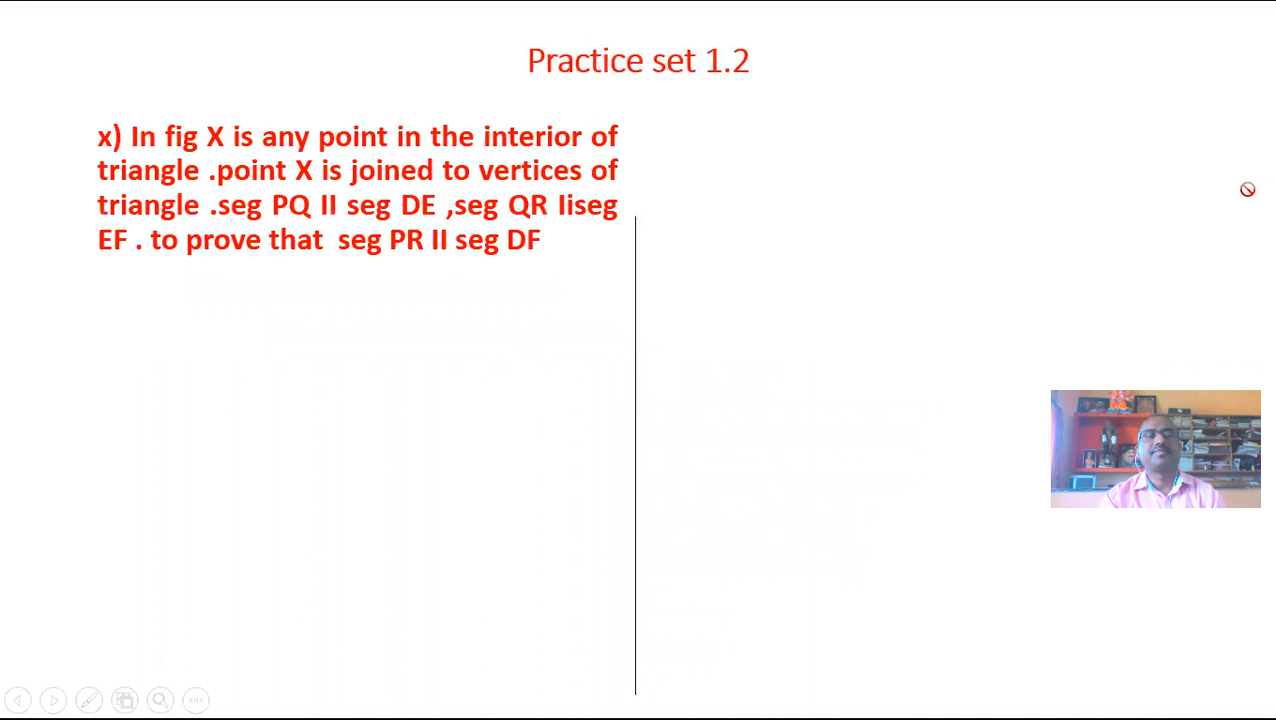 Practice set 1.2
x) In fig X is any point in the interior of
triangle .point X is joined to vertices of
triangle .seg PQ II seg DE ,seg QR Iiseg
EF . to prove that  seg PR II seg DF